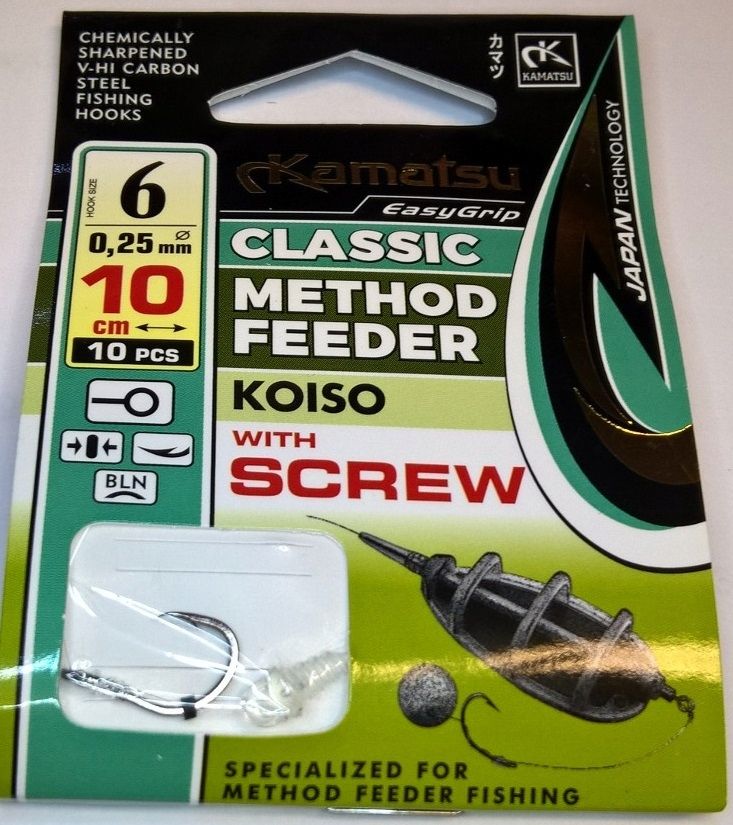 CHEMICALLY
SHARPENED
V-HI CARBON
STEEL
FISHING
HOOKS
カマツ
K
KAMATSU
JAPAN TECHNOLOGY
Kamatsu
EasyGrip
HOOK SIZE
6
0,25 mm Ø
10
cm
10 PCS
BLN
CLASSIC
METHOD
FEEDER
KOISO
WITH
SCREW
SPECIALIZED FOR
METHOD FEEDER FISHING